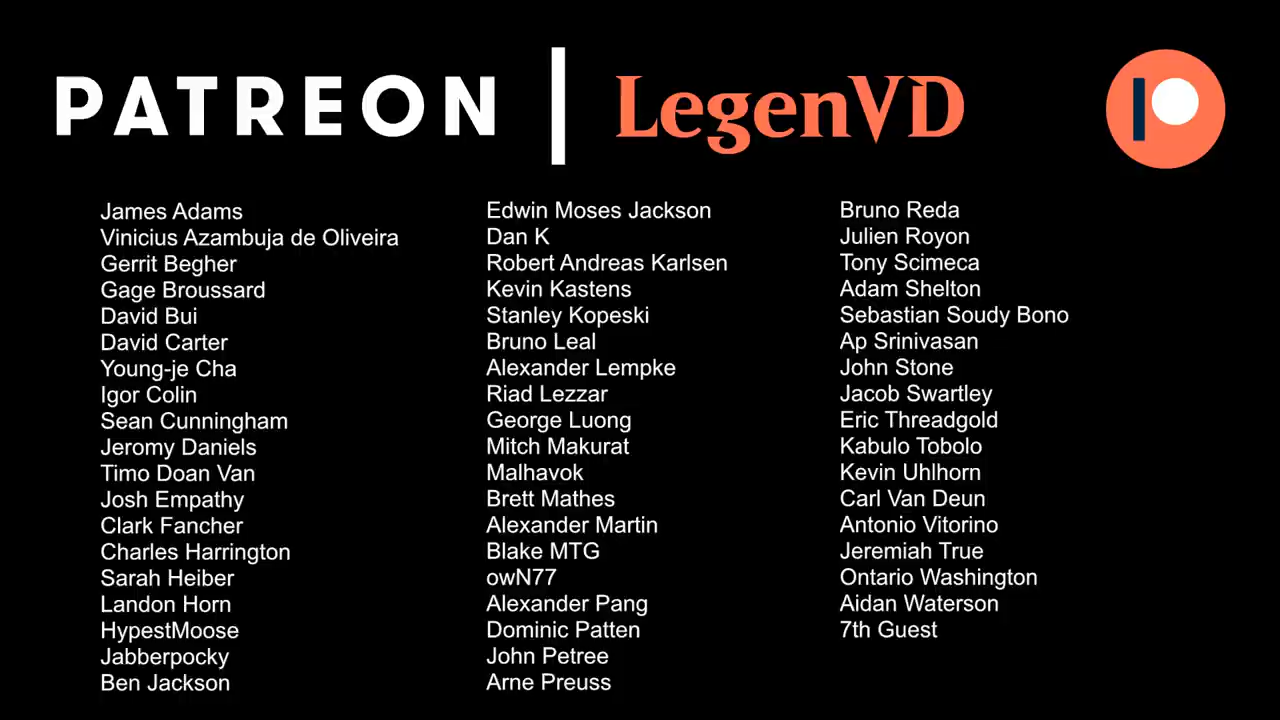 PATREON | LegenVD
James Adams
Vinicius Azambuja de Oliveira
Gerrit Begher
Gage Broussard
David Bui
David Carter
Young-je Cha
Igor Colin
Sean Cunningham
Jeromy Daniels
Timo Doan Van
Josh Empathy
Clark Fancher
Charles Harrington
Sarah Heiber
Landon Horn
HypestMoose
Jabberpocky
Ben Jackson
Edwin Moses Jackson
Dan K
Robert Andreas Karlsen
Kevin Kastens
Stanley Kopeski
Bruno Leal
Alexander Lempke
Riad Lezzar
George Luong
Mitch Makurat
Malhavok
Brett Mathes
Alexander Martin
Blake MTG
owN77
Alexander Pang
Dominic Patten
John Petree
Arne Preuss
Bruno Reda
Julien Royon
Tony Scimeca
Adam Shelton
Sebastian Soudy Bono
Ap Srinivasan
John Stone
Jacob Swartley
Eric Threadgold
Kabulo Tobolo
Kevin Uhlhorn
Carl Van Deun
Antonio Vitorino
Jeremiah True
Ontario Washington
Aidan Waterson
7th Guest